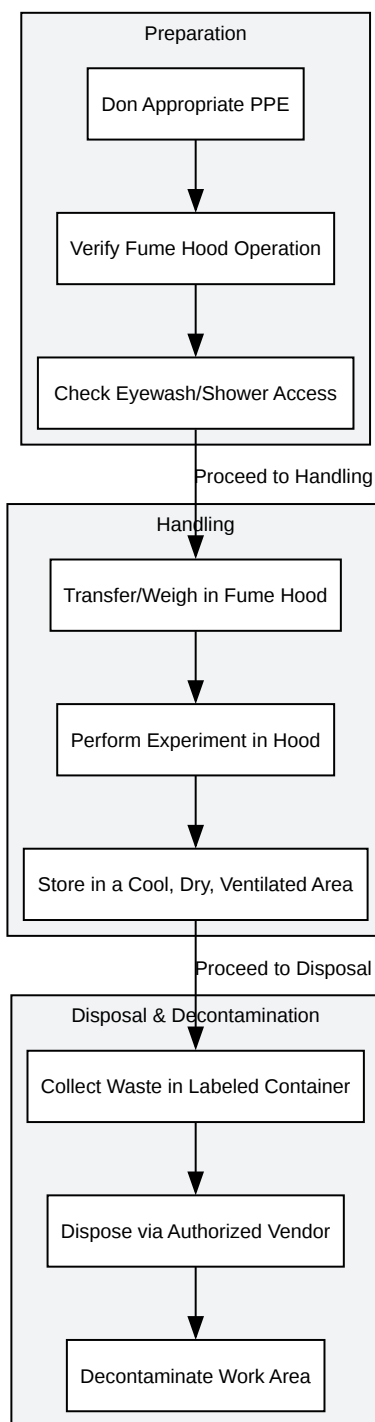 Preparation
Don Appropriate PPE
Verify Fume Hood Operation
Check Eyewash/Shower Access
Proceed to Handling
Handling
Transfer/Weigh in Fume Hood
Perform Experiment in Hood
Store in a Cool, Dry, Ventilated Area
Proceed to Disposal
Disposal & Decontamination
Collect Waste in Labeled Container
Dispose via Authorized Vendor
Decontaminate Work Area